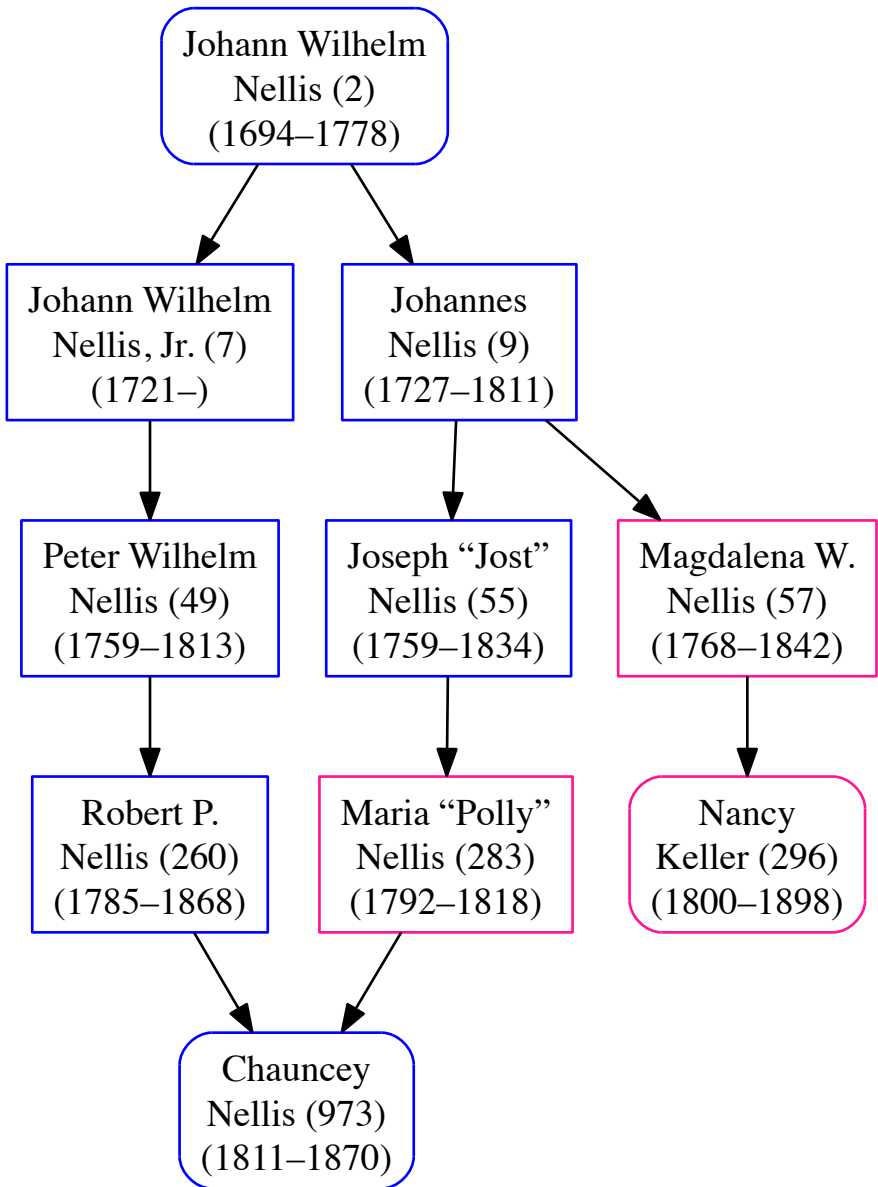 Johann Wilhelm
Nellis (2)
(1694–1778)
Johann Wilhelm
Nellis, Jr. (7)
(1721–)
Johannes
Nellis (9)
(1727–1811)
Peter Wilhelm
Nellis (49)
(1759–1813)
Joseph “Jost”
Nellis (55)
(1759–1834)
Magdalena W.
Nellis (57)
(1768–1842)
Robert P.
Nellis (260)
(1785–1868)
Maria “Polly”
Nellis (283)
(1792–1818)
Nancy
Keller (296)
(1800–1898)
Chauncey
Nellis (973)
(1811–1870)